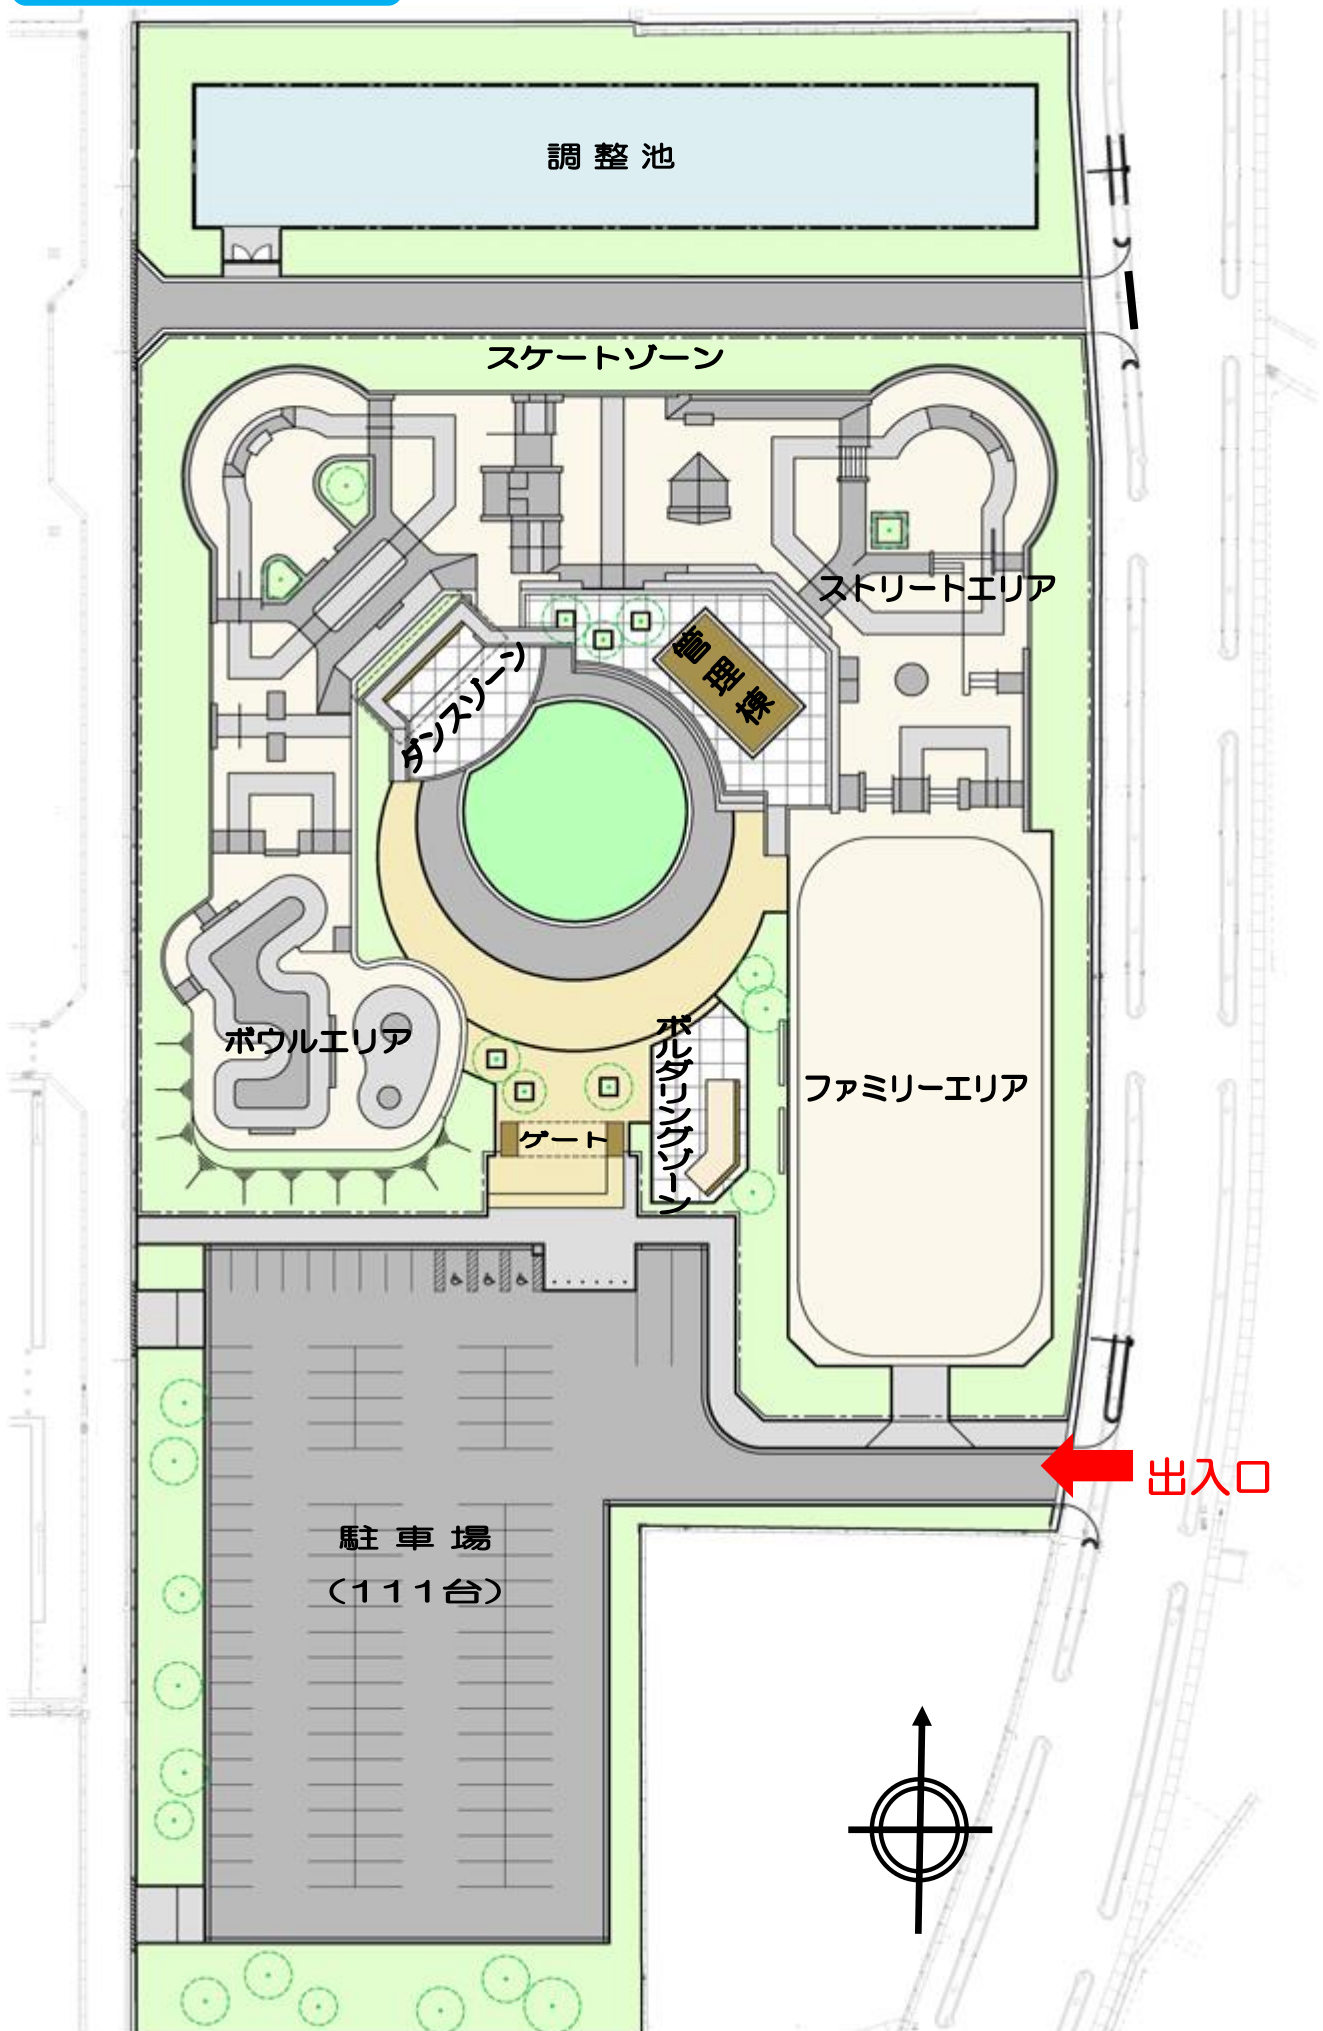 調整池
スケートゾーン
ストリートエリア
管理棟
ダンスゾーン
ボウルエリア
ボルダリングゾーン
ファミリーエリア
ゲート
出入口
駐車場
（111台）